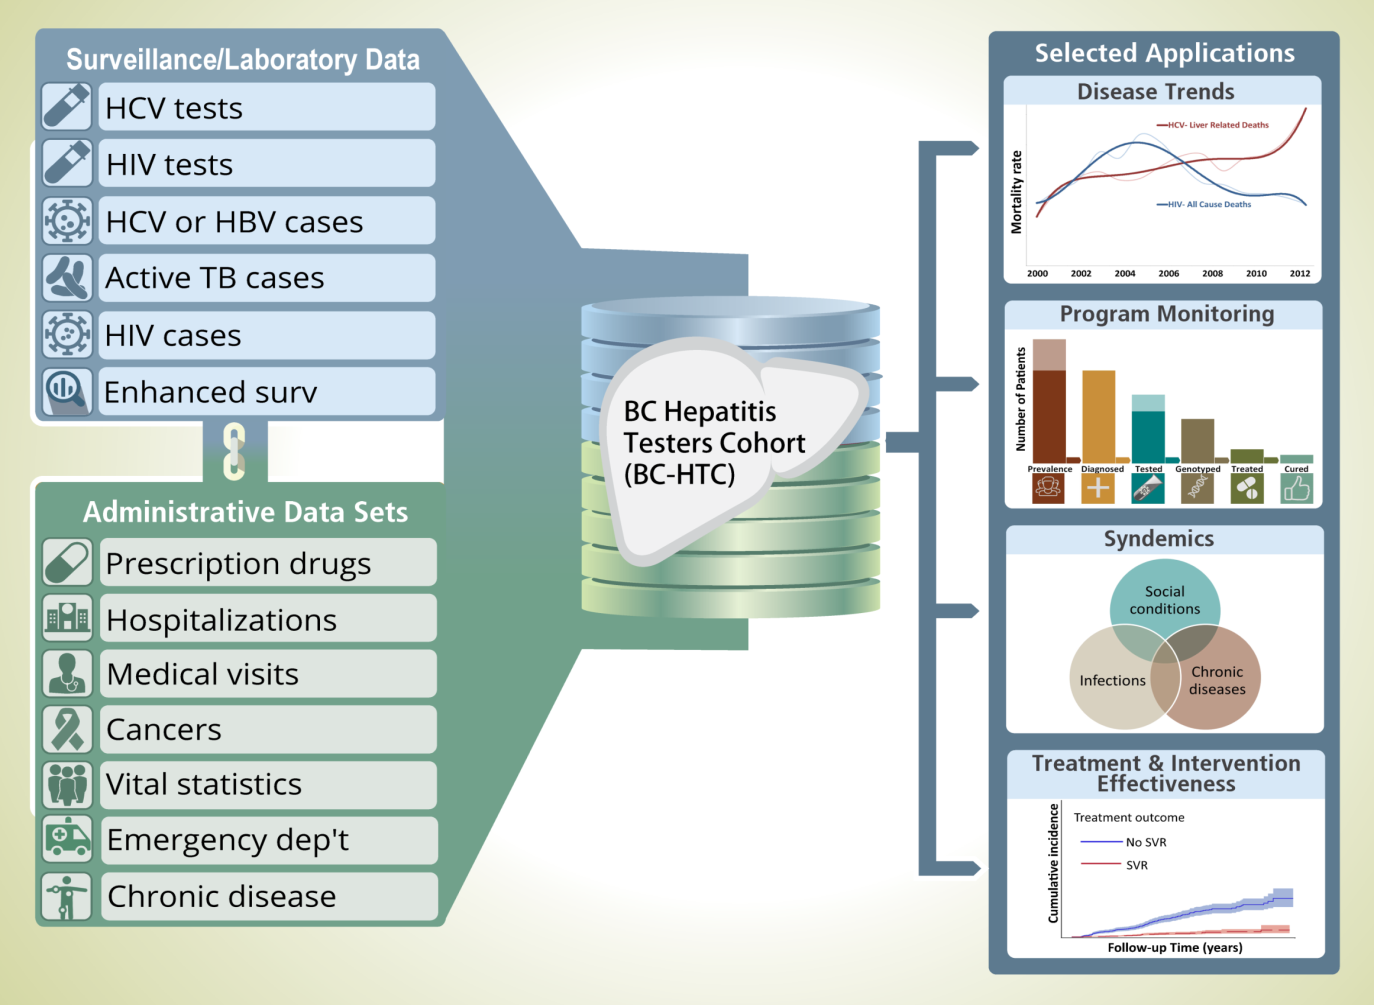 Surveillance/Laboratory Data
HCV tests
HIV tests
HCV or HBV cases
Active TB cases
HIV cases
Enhanced surv
Administrative Data Sets
Prescription drugs
Hospitalizations
Medical visits
Cancers
Vital statistics
Emergency dep't
Chronic disease
BC Hepatitis
Testers Cohort
(BC-HTC)
Selected Applications
Disease Trends
Mortality rate
HCV- Liver Related Deaths
HIV- All Cause Deaths
2000 2002 2004 2006 2008 2010 2012
Program Monitoring
Number of Patients
Prevalence Diagnosed Tested Genotyped Treated Cured
Syndemics
Social
conditions
Infections
Chronic
diseases
Treatment & Intervention
Effectiveness
Cumulative incidence
Treatment outcome
No SVR
SVR
Follow-up Time (years)